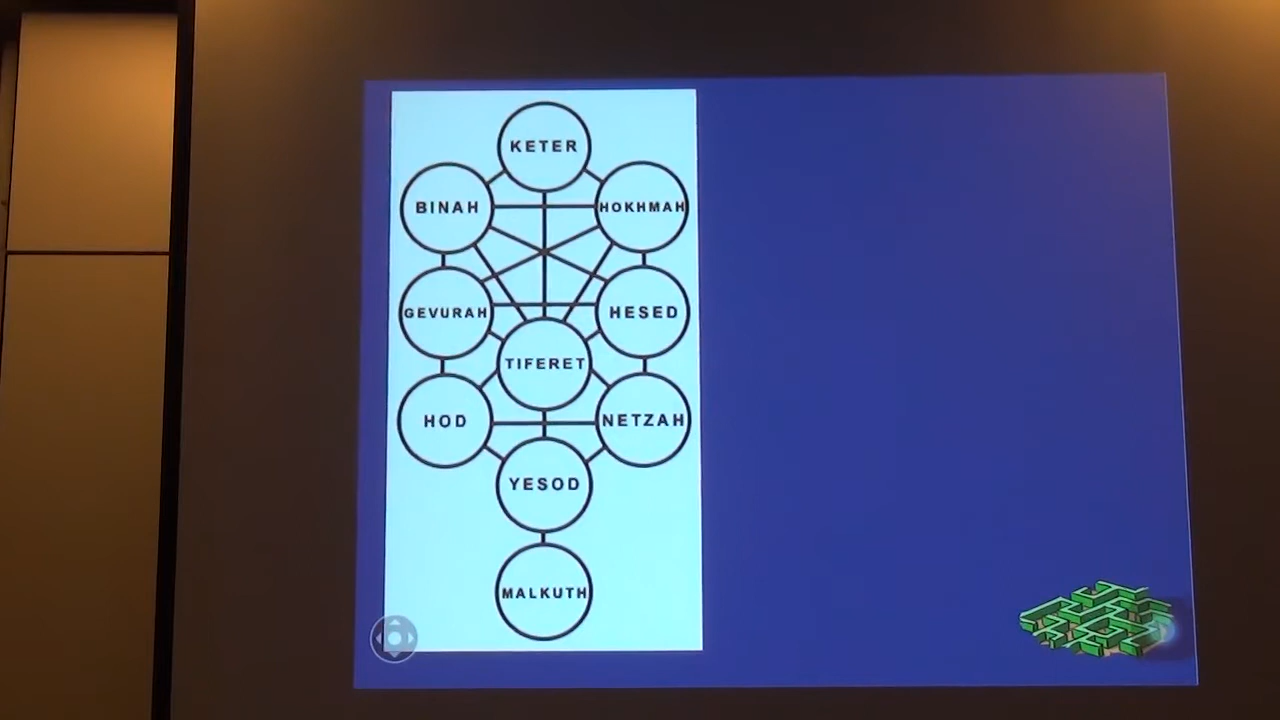 KETER
BINAH
HOKHMAH
GEVURAH
HESED
TIFERET
HOD
NETZAH
YESOD
MALKUTH